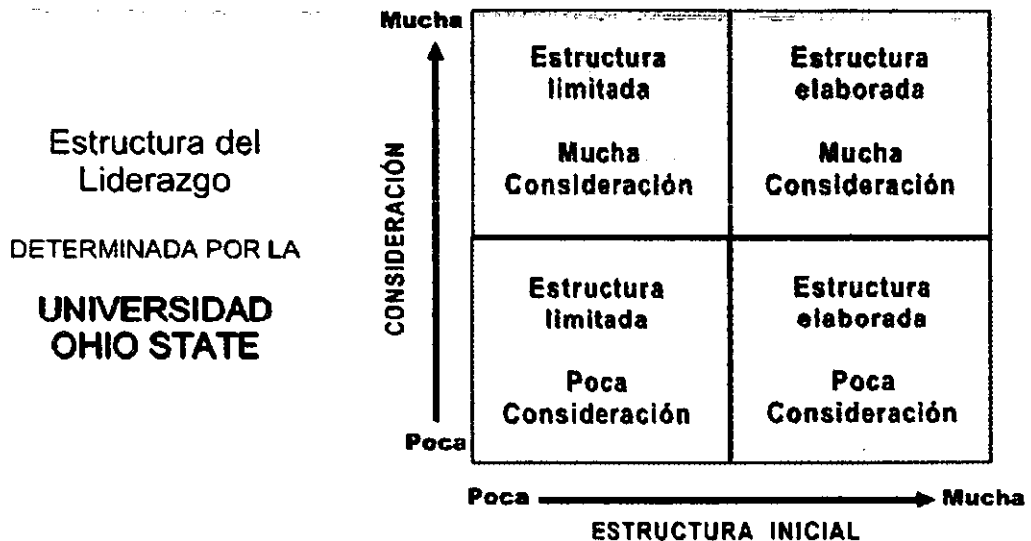 Estructura del
Liderazgo
DETERMINADA POR LA
UNIVERSIDAD
OHIO STATE
Mucha
CONSIDERACIÓN
Poca
Estructura
limitada
Mucha
Consideración
Estructura
elaborada
Mucha
Consideración
Estructura
limitada
Poca
Consideración
Estructura
elaborada
Poca
Consideración
Poca
Mucha
ESTRUCTURA INICIAL